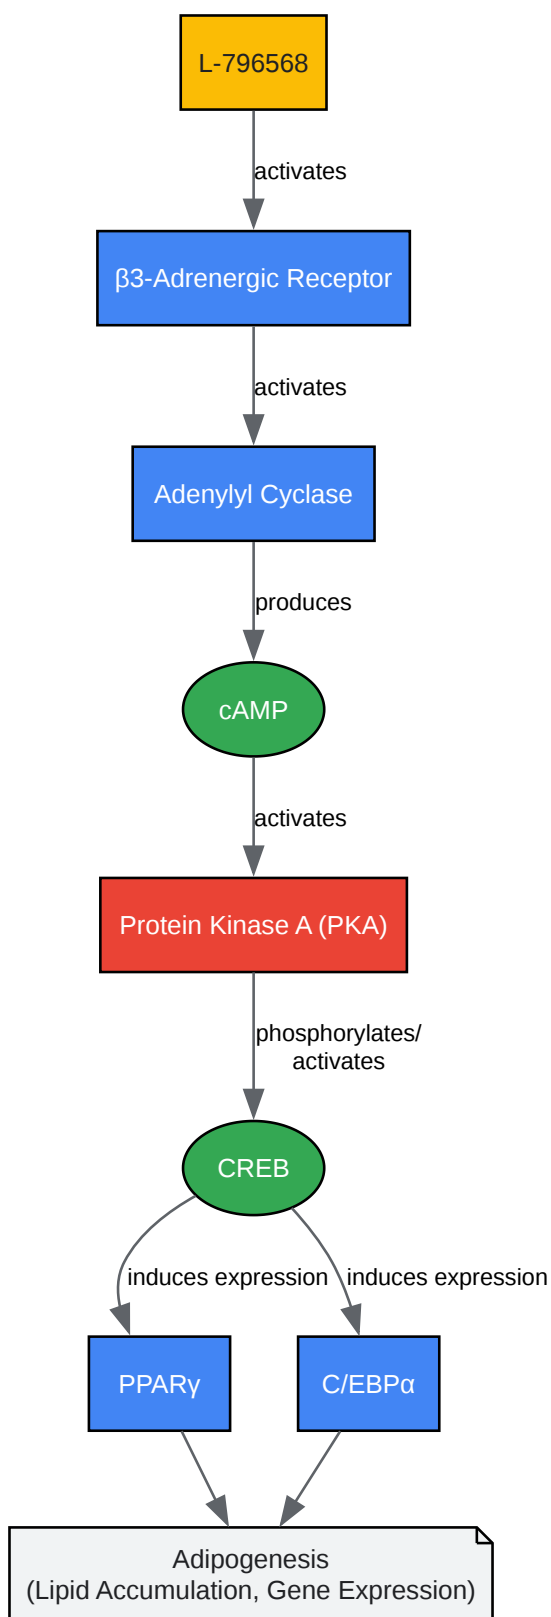 L-796568
activates
β3-Adrenergic Receptor
activates
Adenylyl Cyclase
produces
cAMP
activates
Protein Kinase A (PKA)
phosphorylates/
activates
CREB
induces expression
induces expression
PPARγ
C/EBPα
Adipogenesis
(Lipid Accumulation, Gene Expression)